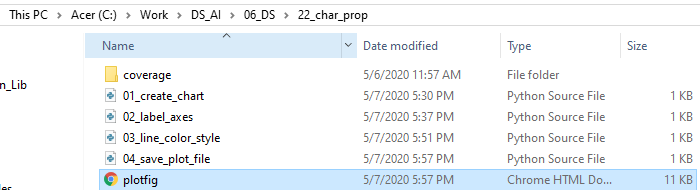 This PC > Acer (C:) > Work > DS_AI > 06_DS > 22_char_prop
Name Date modified Type Size
n_Lib
coverage 5/6/2020 11:57 AM File folder
01_create_chart 5/7/2020 5:30 PM Python Source File 1 KB
02_label_axes 5/7/2020 5:37 PM Python Source File 1 KB
03_line_color_style 5/7/2020 5:51 PM Python Source File 1 KB
04_save_plot_file 5/7/2020 5:57 PM Python Source File 1 KB
plotfig 5/7/2020 5:57 PM Chrome HTML Do... 11 KB